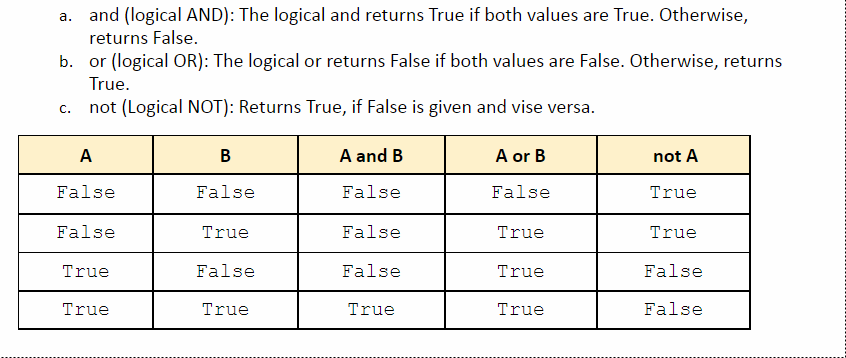 a. and (logical AND): The logical and returns True if both values are True. Otherwise,
returns False.
b. or (logical OR): The logical or returns False if both values are False. Otherwise, returns
True.
c. not (Logical NOT): Returns True, if False is given and vise versa.
A B A and B A or B not A
False False False False True
False True False True True
True False False True False
True True True True False